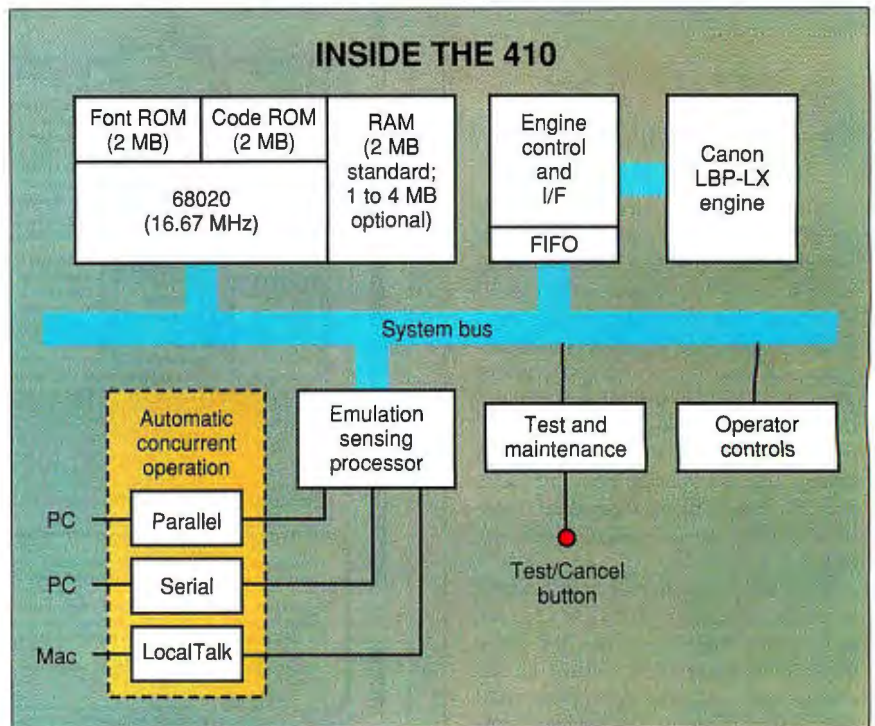 INSIDE THE 410
Font ROM
(2 MB)
Code ROM
(2 MB)
68020
(16.67 MHz)
RAM
(2 MB
standard;
1 to 4 MB
optional)
Engine
control
and
I/F
FIFO
Canon
LBP-LX
engine
System bus
Automatic
concurrent
operation
Parallel
Serial
LocalTalk
PC
PC
Mac
Emulation
sensing
processor
Test and
maintenance
Test/Cancel
button
Operator
controls